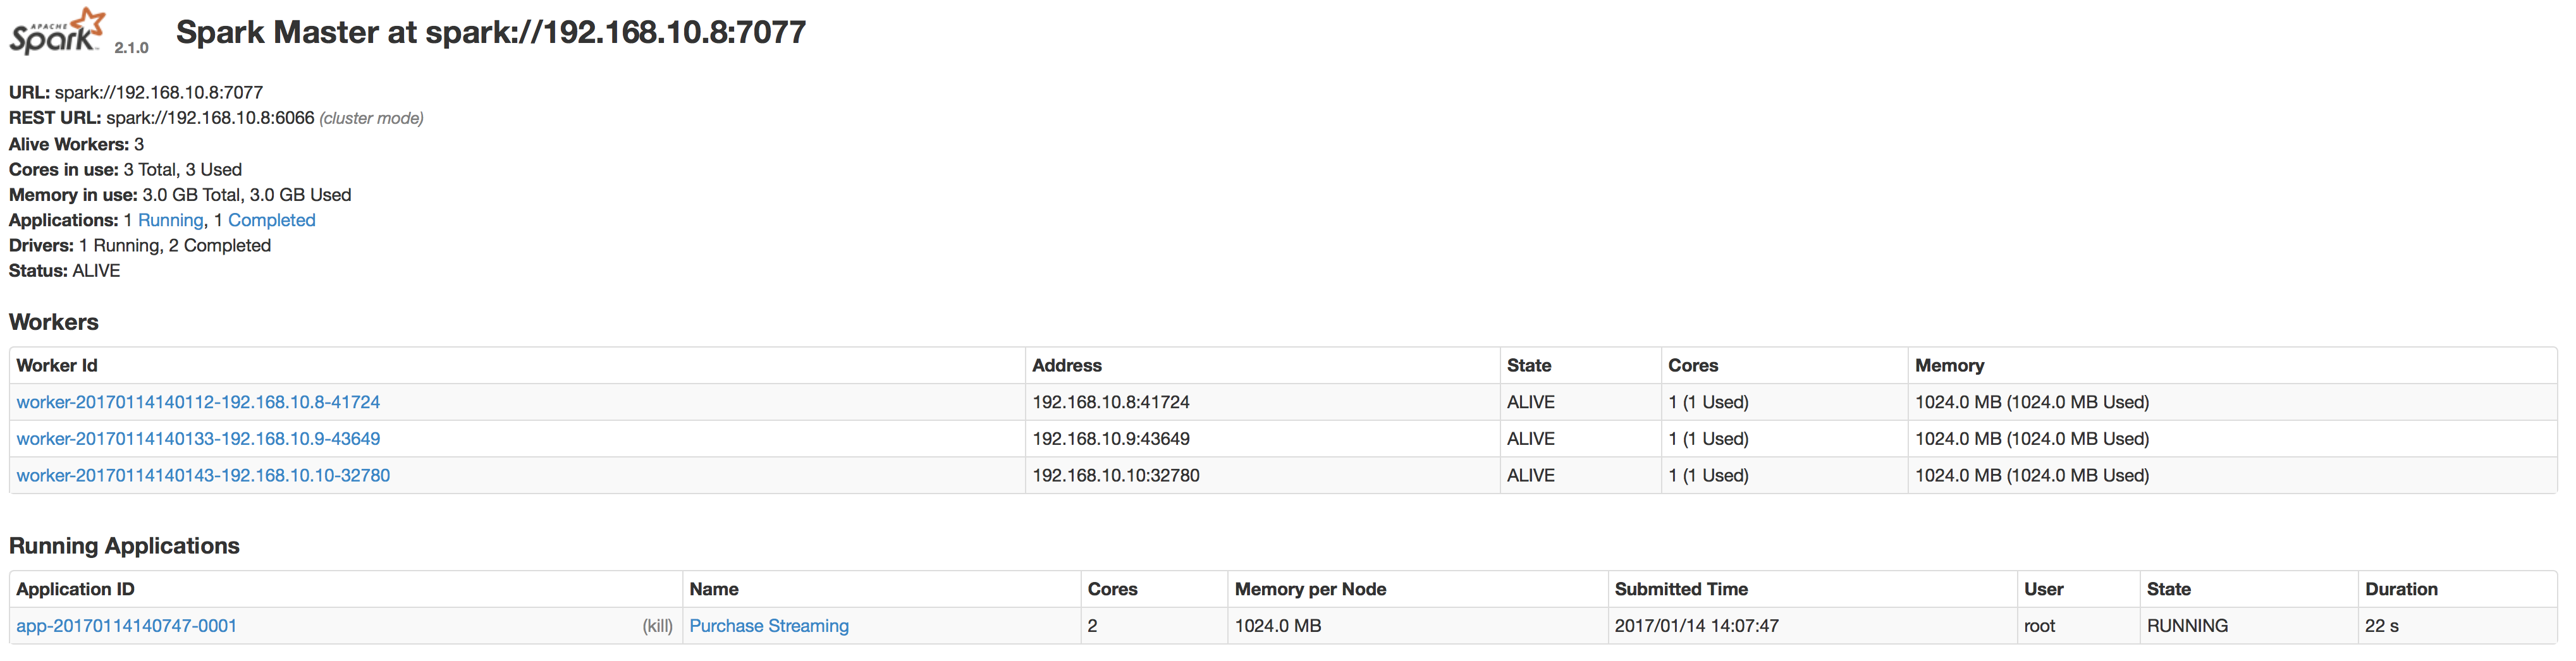 APACHE Spark 2.1.0 Spark Master at spark://192.168.10.8:7077
URL: spark://192.168.10.8:7077
REST URL: spark://192.168.10.8:6066 (cluster mode)
Alive Workers: 3
Cores in use: 3 Total, 3 Used
Memory in use: 3.0 GB Total, 3.0 GB Used
Applications: 1 Running, 1 Completed
Drivers: 1 Running, 2 Completed
Status: ALIVE
Workers
Worker Id Address State Cores Memory
worker-20170114140112-192.168.10.8-41724 192.168.10.8:41724 ALIVE 1 (1 Used) 1024.0 MB (1024.0 MB Used)
worker-20170114140133-192.168.10.9-43649 192.168.10.9:43649 ALIVE 1 (1 Used) 1024.0 MB (1024.0 MB Used)
worker-20170114140143-192.168.10.10-32780 192.168.10.10:32780 ALIVE 1 (1 Used) 1024.0 MB (1024.0 MB Used)
Running Applications
Application ID Name Cores Memory per Node Submitted Time User State Duration
app-20170114140747-0001 (kill) Purchase Streaming 2 1024.0 MB 2017/01/14 14:07:47 root RUNNING 22 s